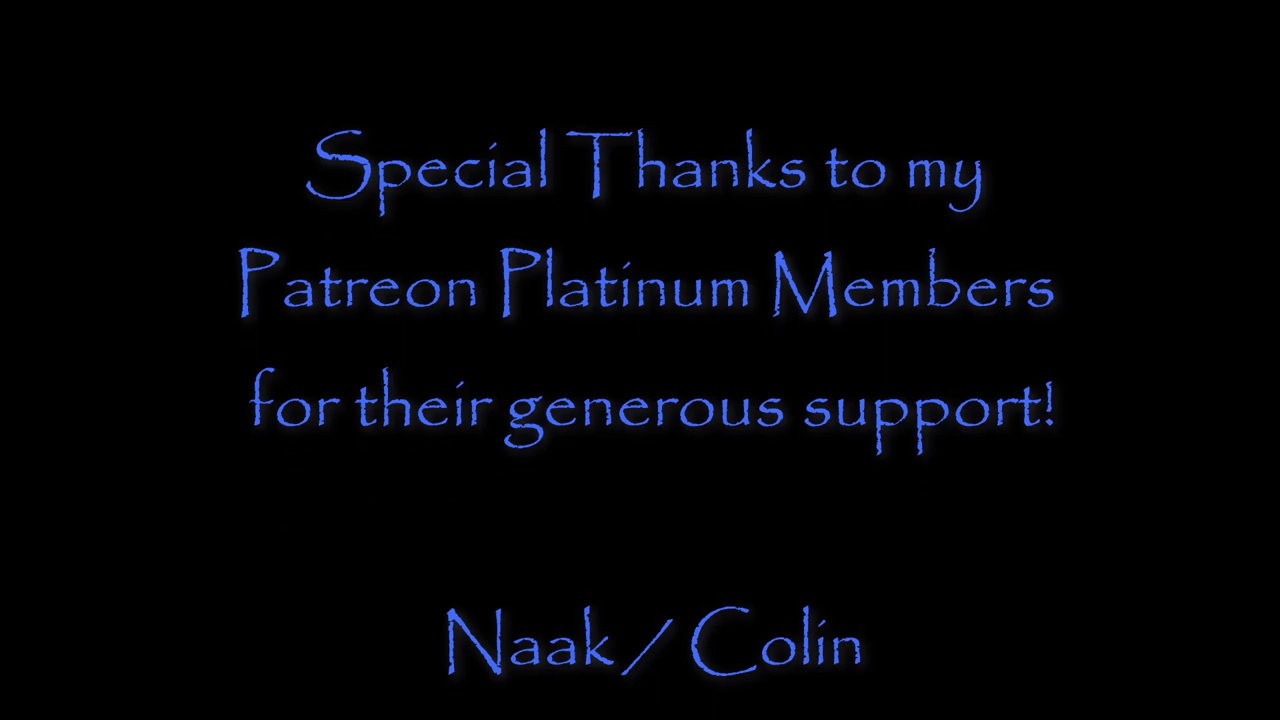 Special Thanks to my
Patreon Platinum Members
for their generous support!
Naak / Colin